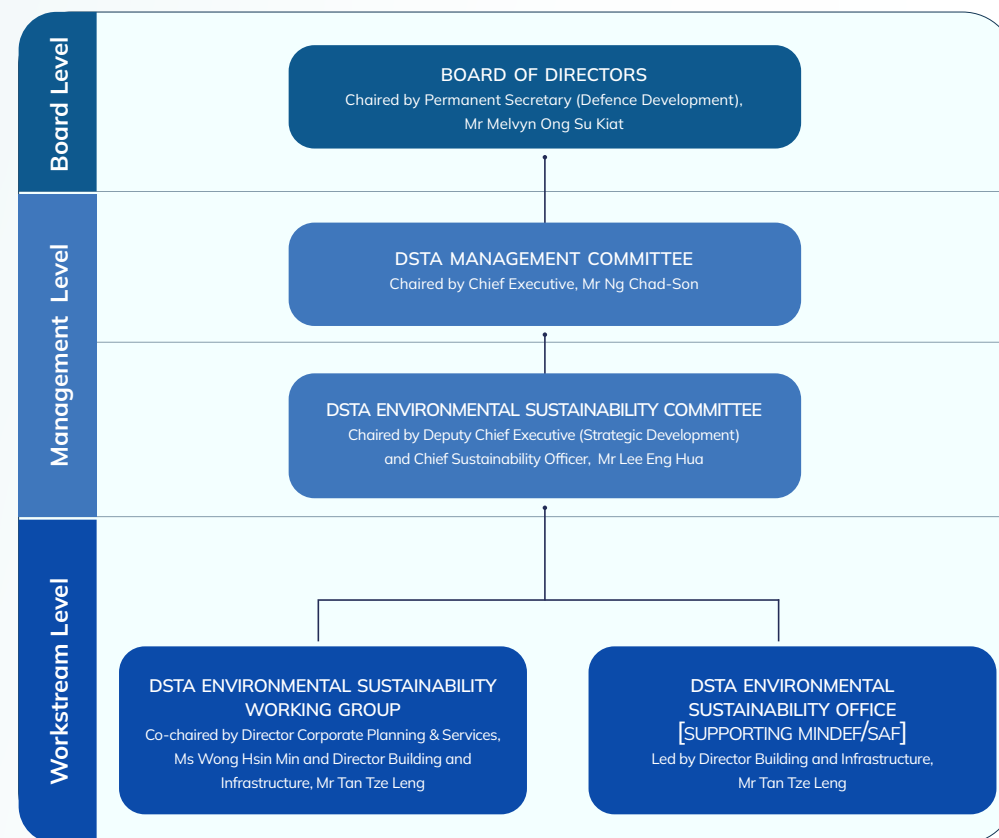 Board Level
BOARD OF DIRECTORS
Chaired by Permanent Secretary (Defence Development),
Mr Melvyn Ong Su Kiat
Management Level
DSTA MANAGEMENT COMMITTEE
Chaired by Chief Executive, Mr Ng Chad-Son
DSTA ENVIRONMENTAL SUSTAINABILITY COMMITTEE
Chaired by Deputy Chief Executive (Strategic Development)
and Chief Sustainability Officer, Mr Lee Eng Hua
Workstream Level
DSTA ENVIRONMENTAL SUSTAINABILITY
WORKING GROUP
Co-chaired by Director Corporate Planning & Services,
Ms Wong Hsin Min and Director Building and
Infrastructure, Mr Tan Tze Leng
DSTA ENVIRONMENTAL
SUSTAINABILITY OFFICE
[SUPPORTING MINDEF/SAF]
Led by Director Building and Infrastructure,
Mr Tan Tze Leng